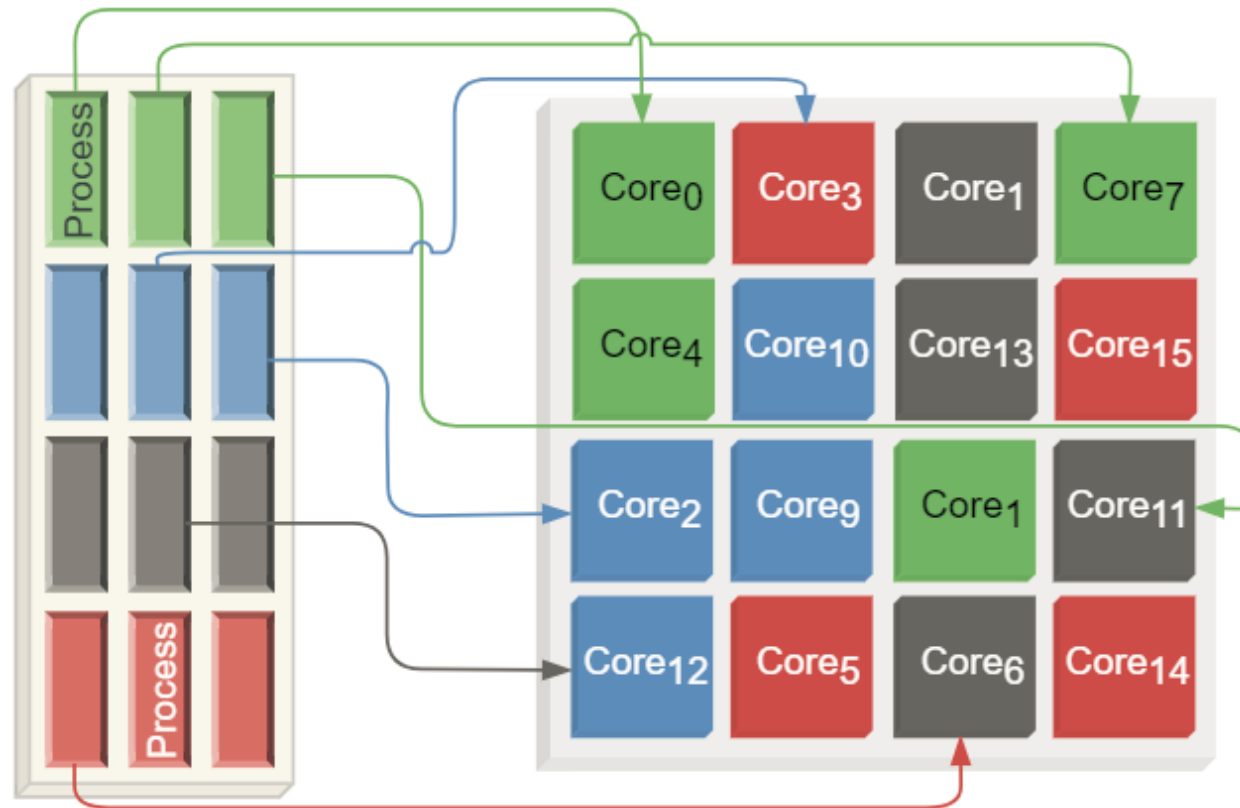 Process
Core0 Core3 Core1 Core7
Core4 Core10 Core13 Core15
Core2 Core9 Core1 Core11
Core12 Core5 Core6 Core14
Process